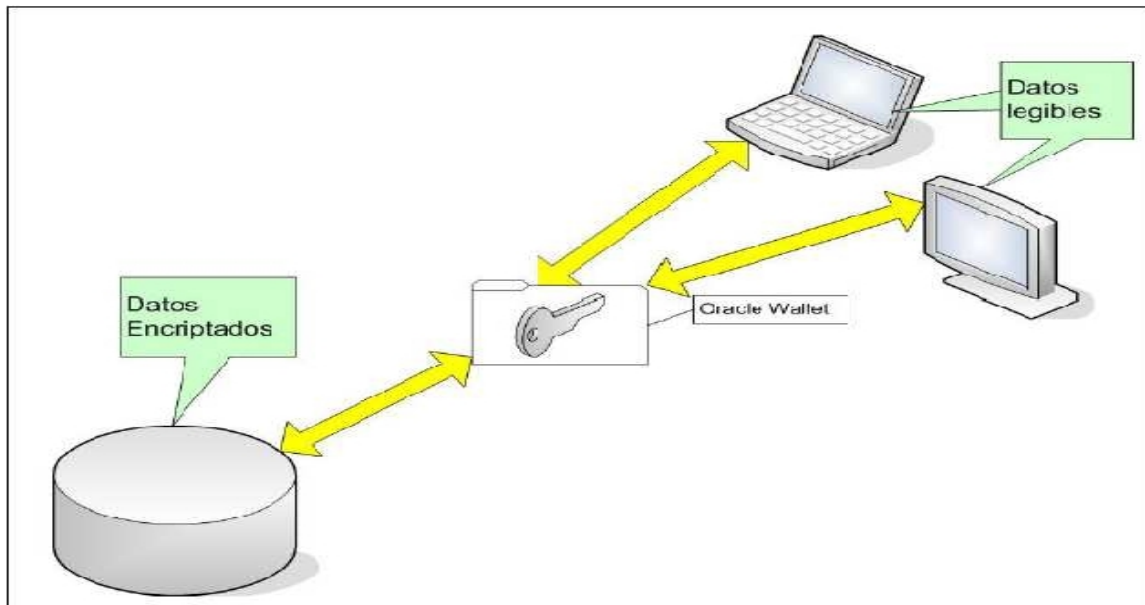 Datos
legibles
Oracle Wallet
Datos
Encriptados